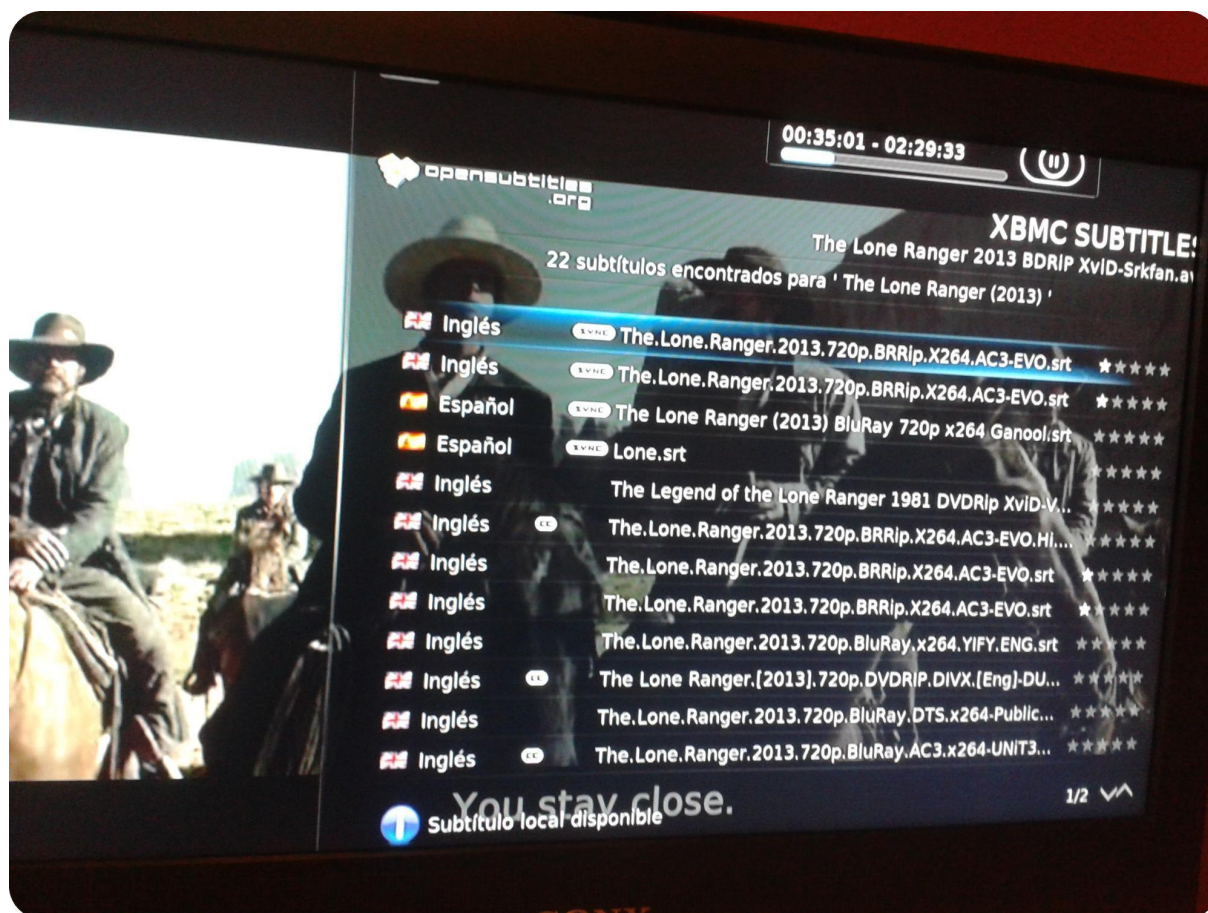 00:35:01 - 02:29:33
opensubtitles
.org
XBMC SUBTITLES
The Lone Ranger 2013 BDRIP XviD-Srkfan.av
22 subtítulos encontrados para ' The Lone Ranger (2013) '
Inglés SYNC The.Lone.Ranger.2013.720p.BRRip.X264.AC3-EVO.srt
Inglés SYNC The.Lone.Ranger.2013.720p.BRRip.X264.AC3-EVO.srt
Español SYNC The Lone Ranger (2013) BluRay 720p x264 Ganool.srt
Español SYNC Lone.srt
Inglés The Legend of the Lone Ranger 1981 DVDRip XviD-V...
Inglés CC The.Lone.Ranger.2013.720p.BRRip.X264.AC3-EVO.Hi....
Inglés The.Lone.Ranger.2013.720p.BRRip.X264.AC3-EVO.srt
Inglés The.Lone.Ranger.2013.720p.BRRip.X264.AC3-EVO.srt
Inglés The.Lone.Ranger.2013.720p.BluRay.x264.YIFY.ENG.srt
Inglés CC The Lone Ranger.[2013].720p.DVDRIP.DIVX.[Eng]-DU...
Inglés The.Lone.Ranger.2013.720p.BluRay.DTS.x264-Public...
Inglés CC The.Lone.Ranger.2013.720p.BluRay.AC3.x264-UNiT3...
You stay close.
1/2
Subtítulo local disponible
SONY